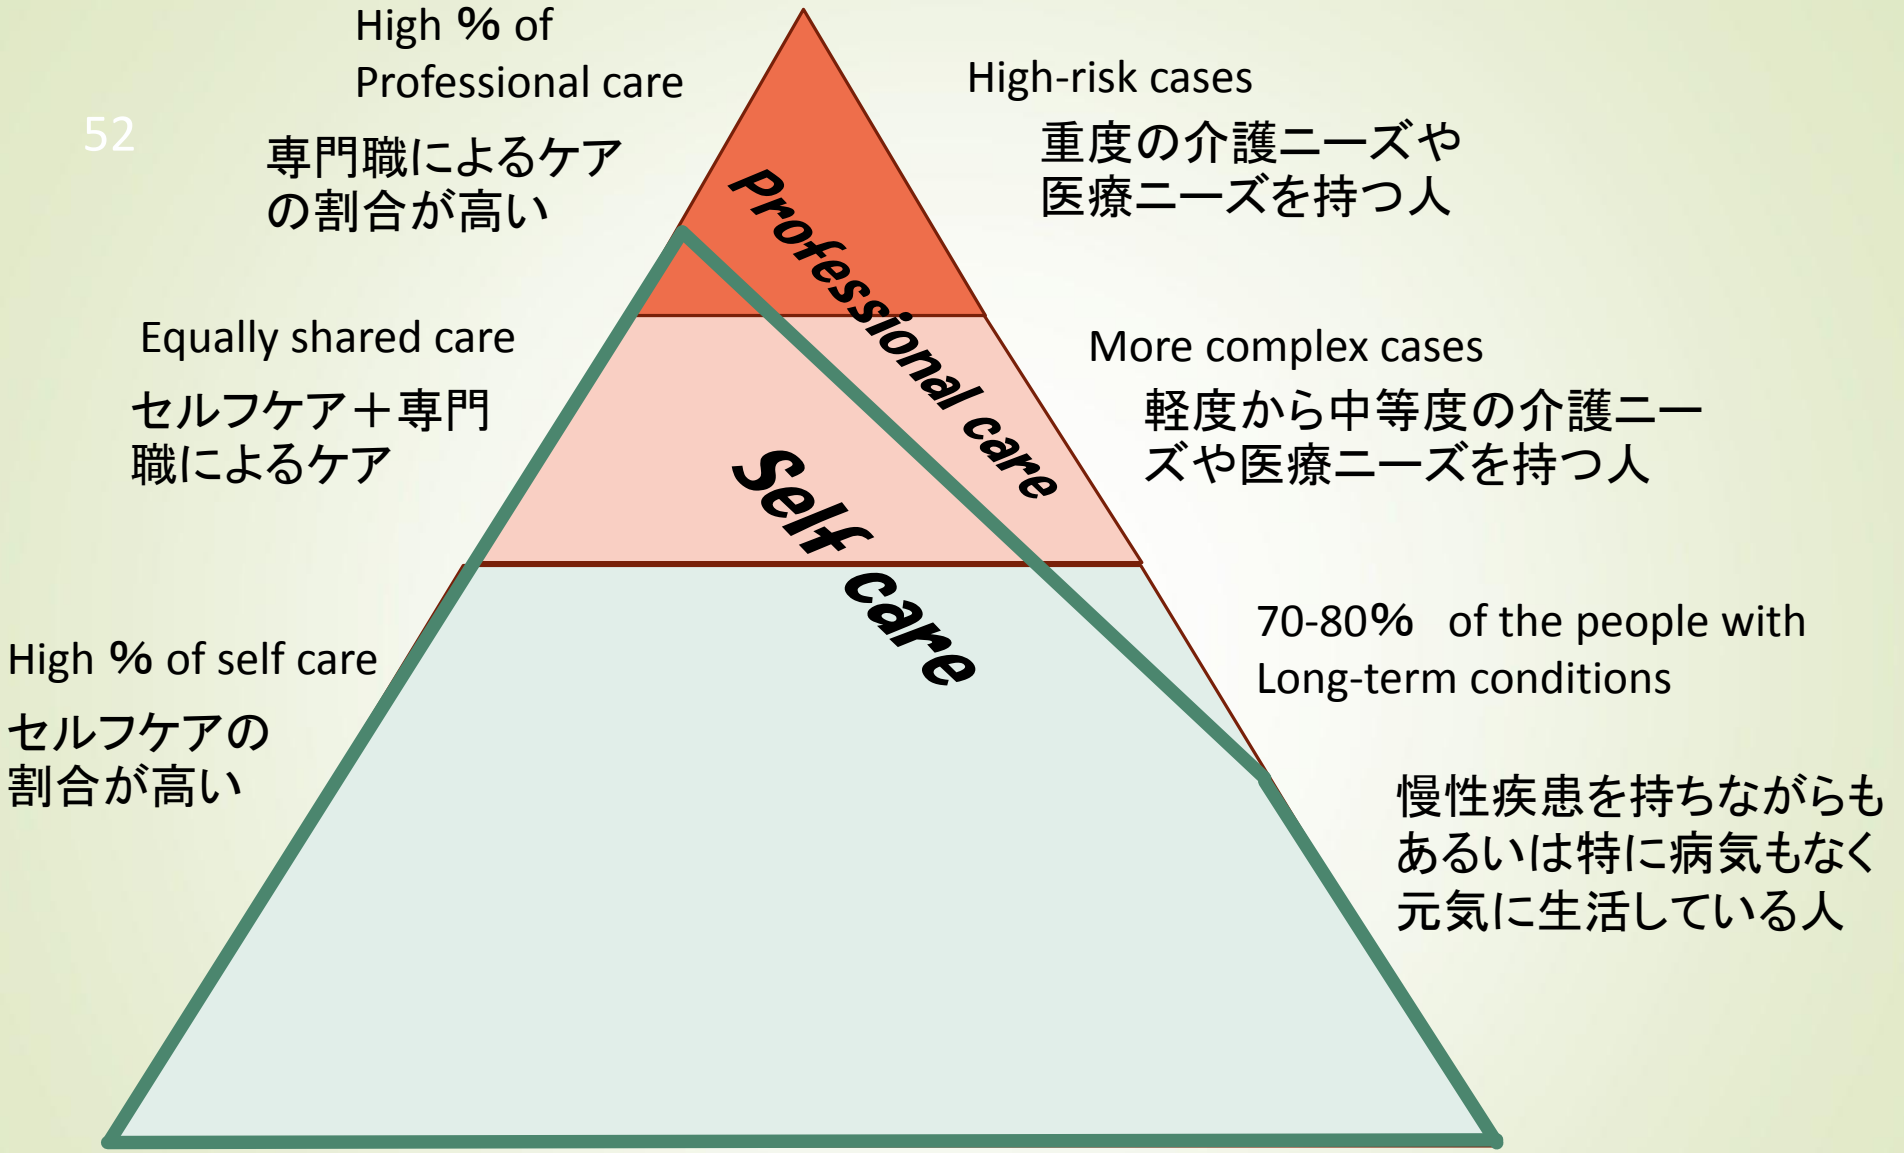 52
High % of
Professional care
専門職によるケア
の割合が高い
High-risk cases
重度の介護ニーズや
医療ニーズを持つ人
Professional care
Equally shared care
セルフケア＋専門
職によるケア
More complex cases
軽度から中等度の介護ニー
ズや医療ニーズを持つ人
Self care
High % of self care
セルフケアの
割合が高い
70-80% of the people with
Long-term conditions
慢性疾患を持ちながらも
あるいは特に病気もなく
元気に生活している人